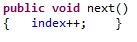 public void next()
{   index++;    }